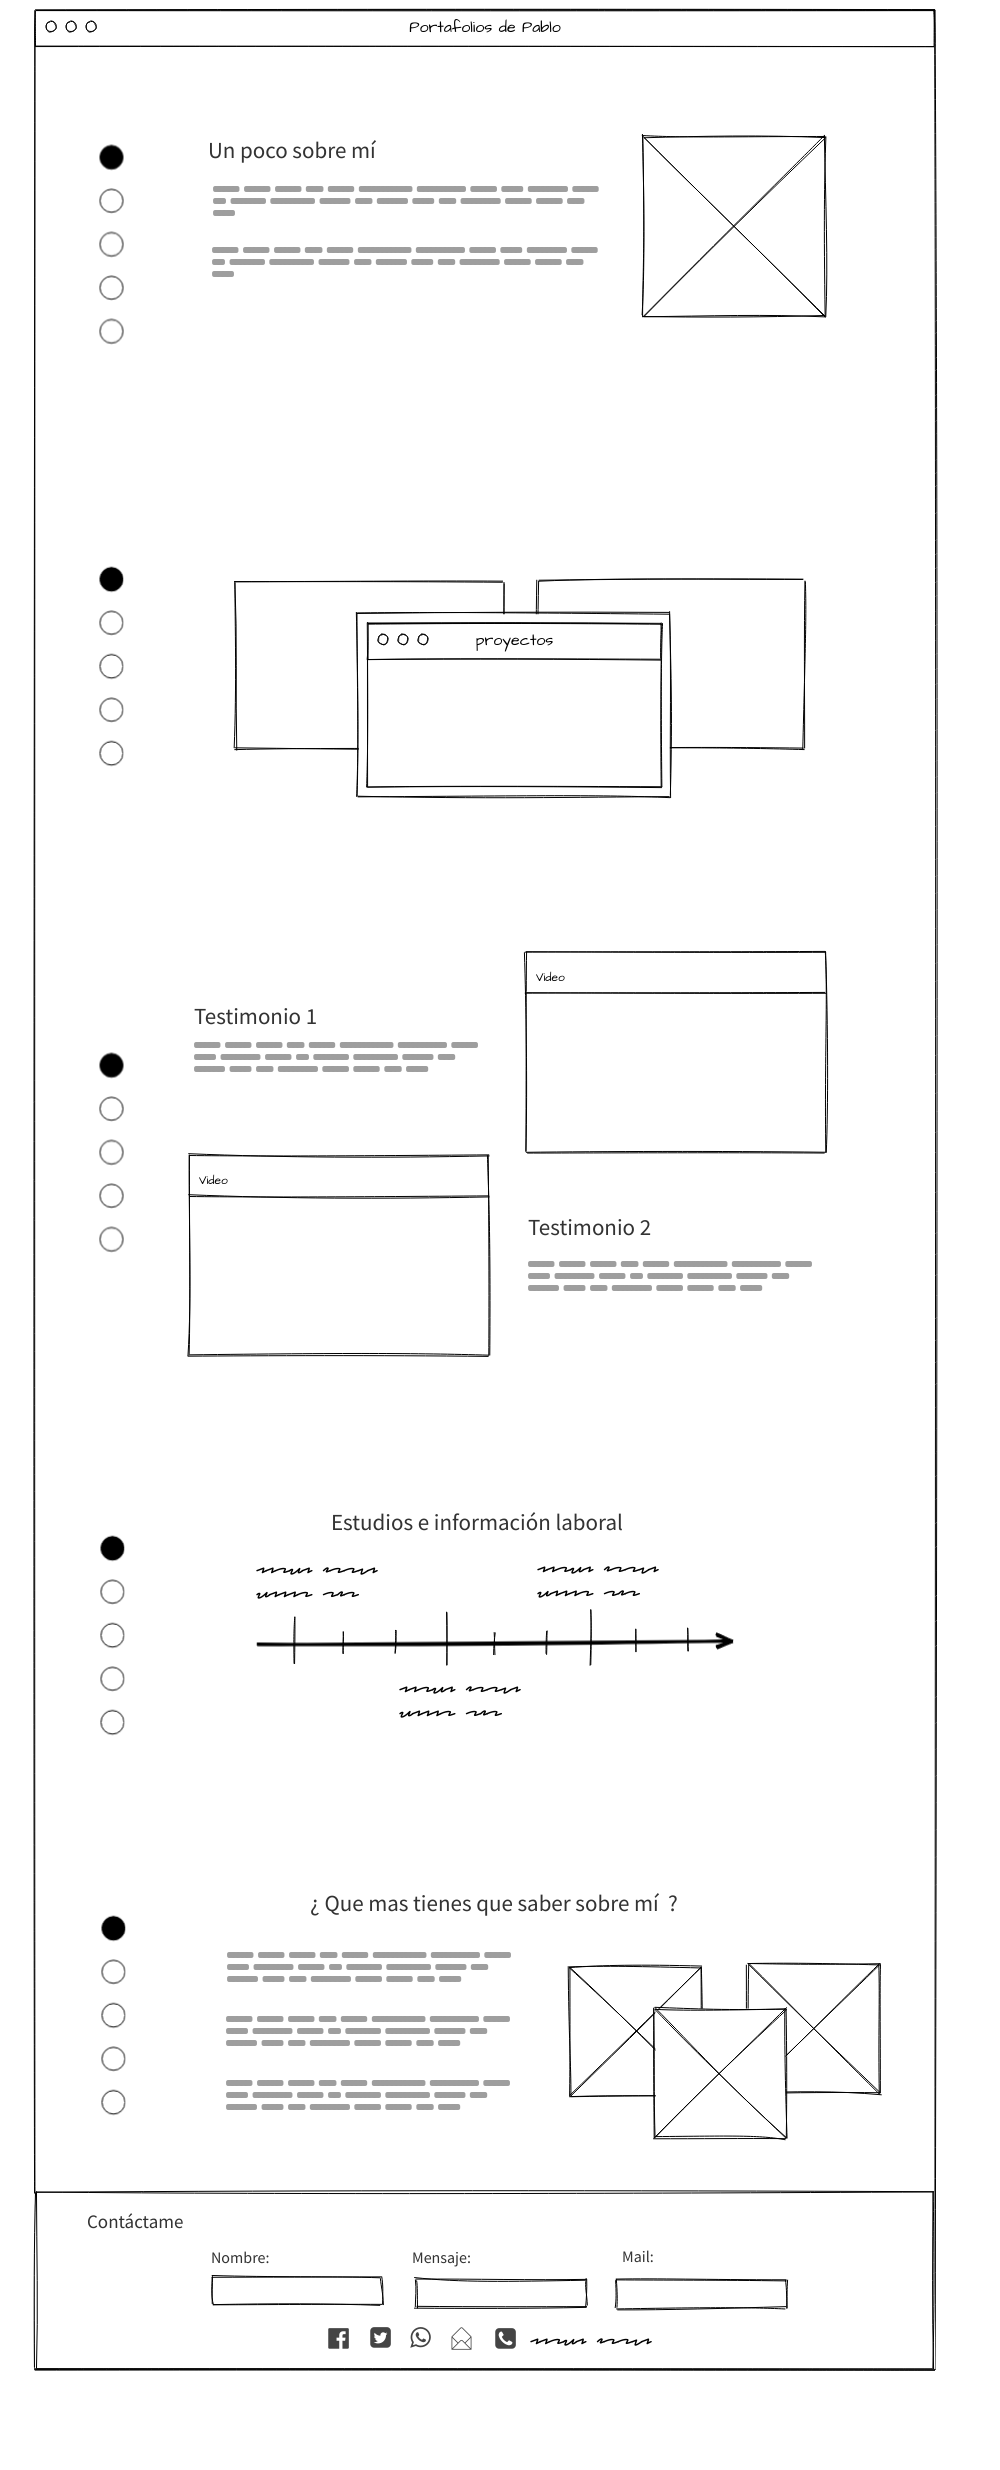 Portafolios de Pablo
Un poco sobre mí
proyectos
Video
Testimonio 1
Video
Testimonio 2
Estudios e información laboral
¿ Que mas tienes que saber sobre mí ?
Contáctame
Nombre:
Mensaje:
Mail: